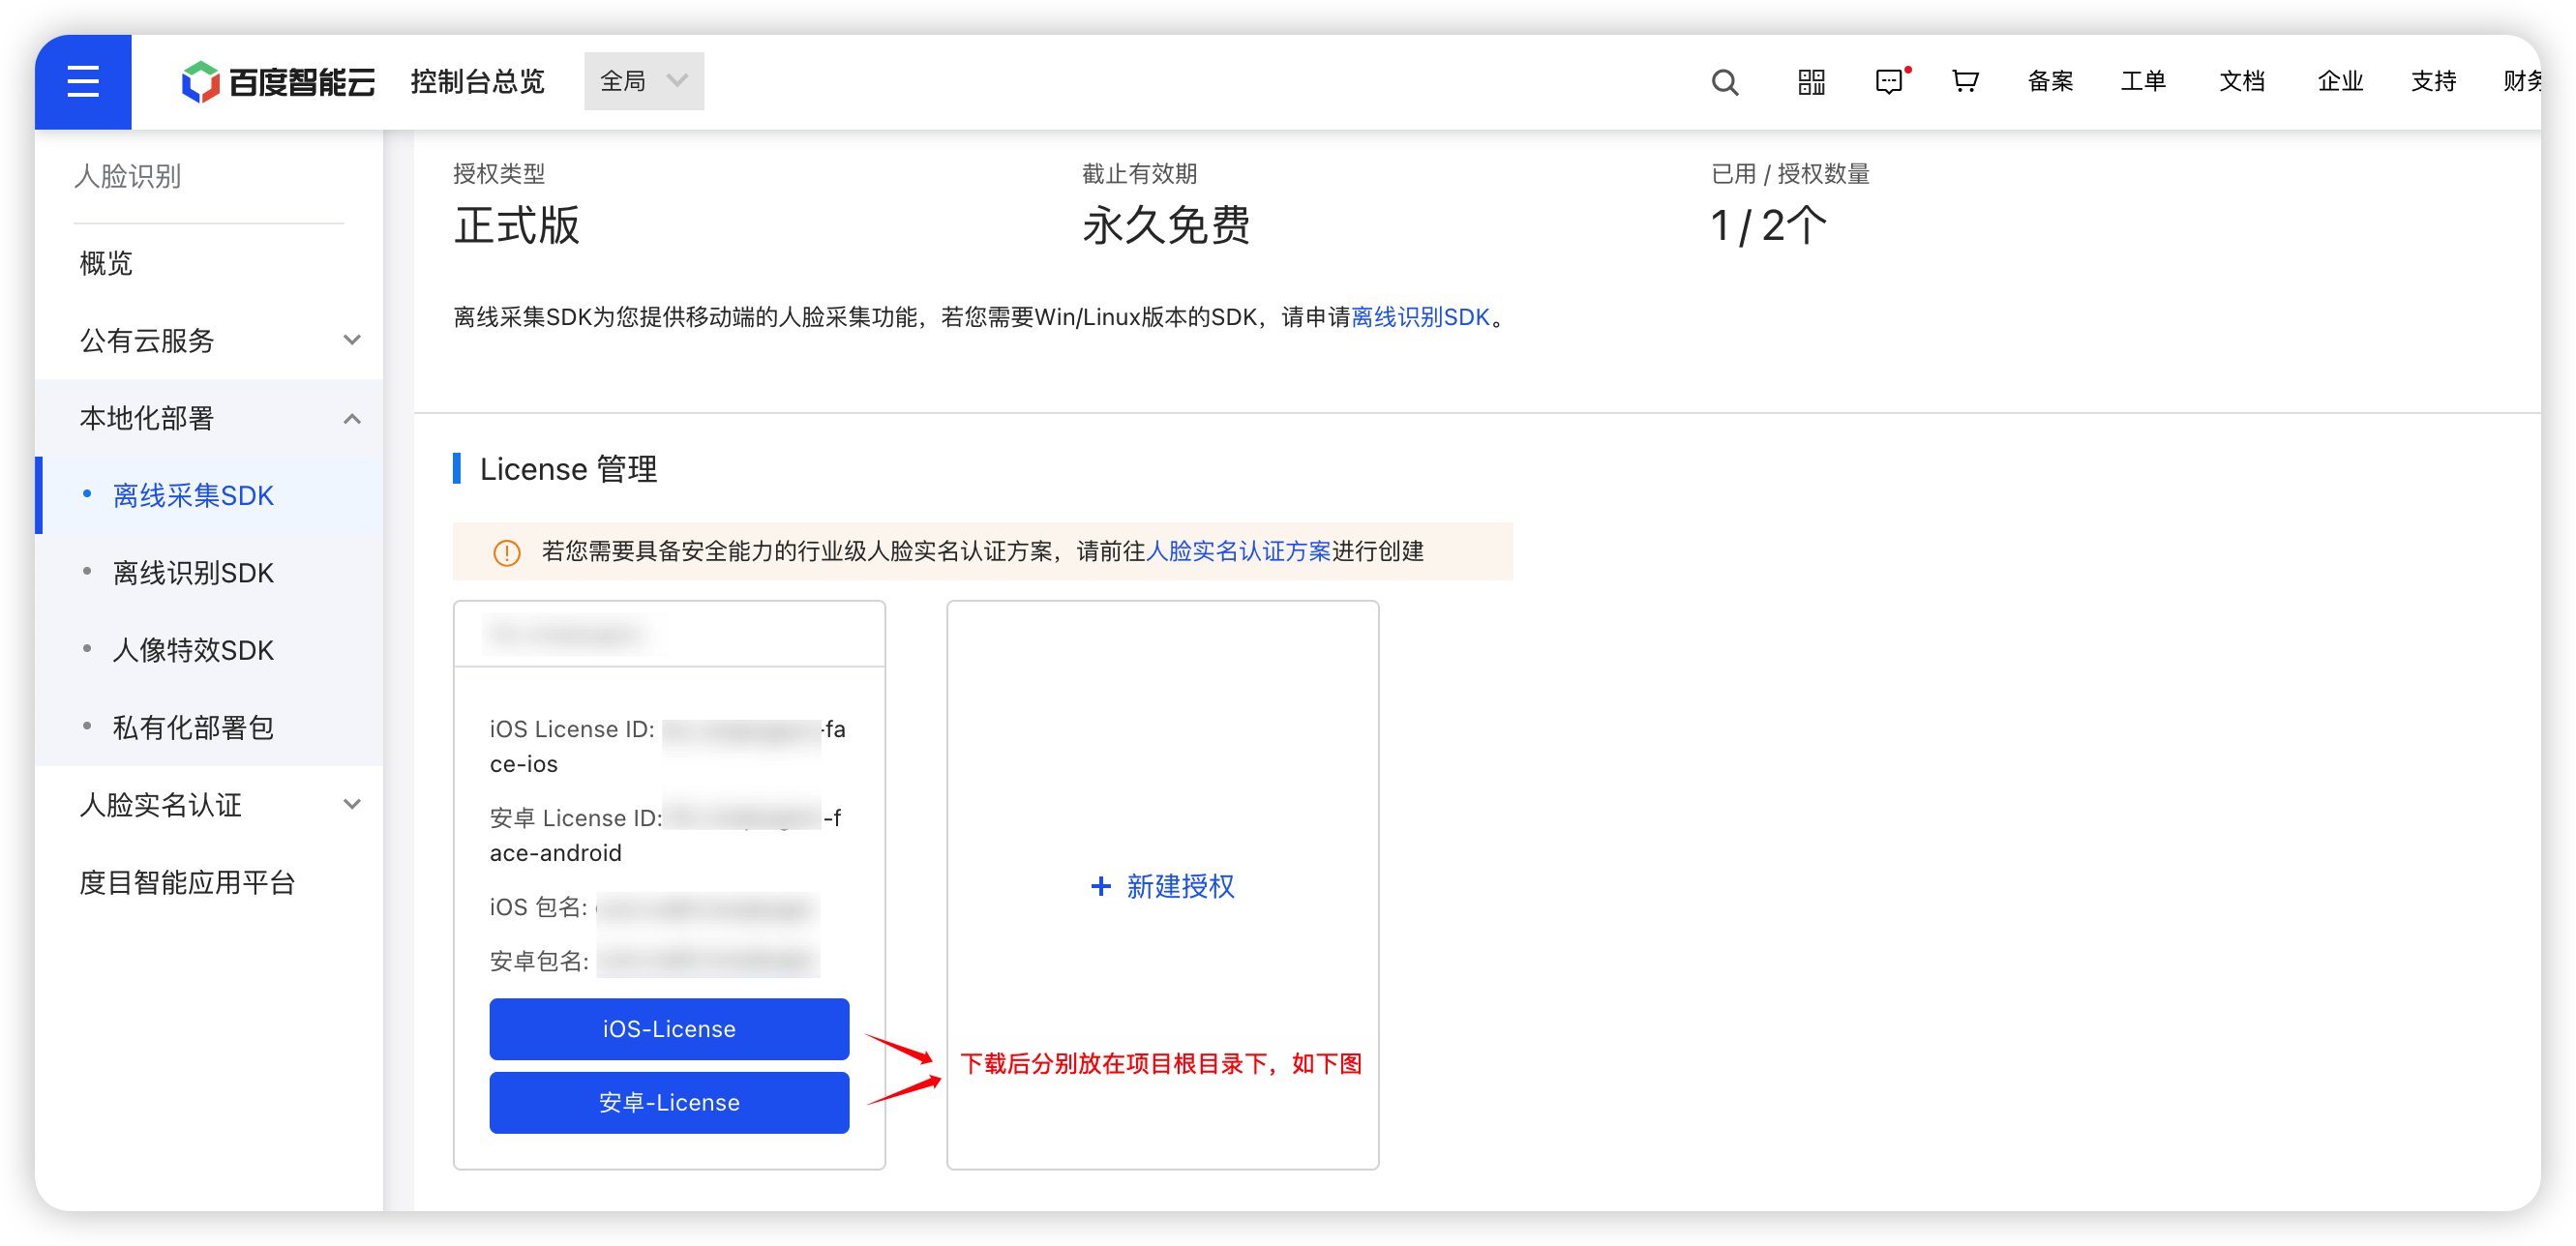 百度智能云 控制台总览 全局 备案 工单 文档 企业 支持 财务
人脸识别
概览
公有云服务
本地化部署
离线采集SDK
离线识别SDK
人像特效SDK
私有化部署包
人脸实名认证
度目智能应用平台
授权类型
正式版
截止有效期
永久免费
已用 / 授权数量
1 / 2个
离线采集SDK为您提供移动端的人脸采集功能，若您需要Win/Linux版本的SDK，请申请离线识别SDK。
License 管理
若您需要具备安全能力的行业级人脸实名认证方案，请前往人脸实名认证方案进行创建
iOS License ID: -fa
ce-ios
安卓 License ID: -f
ace-android
iOS 包名:
安卓包名:
iOS-License
安卓-License
+ 新建授权
下载后分别放在项目根目录下，如下图